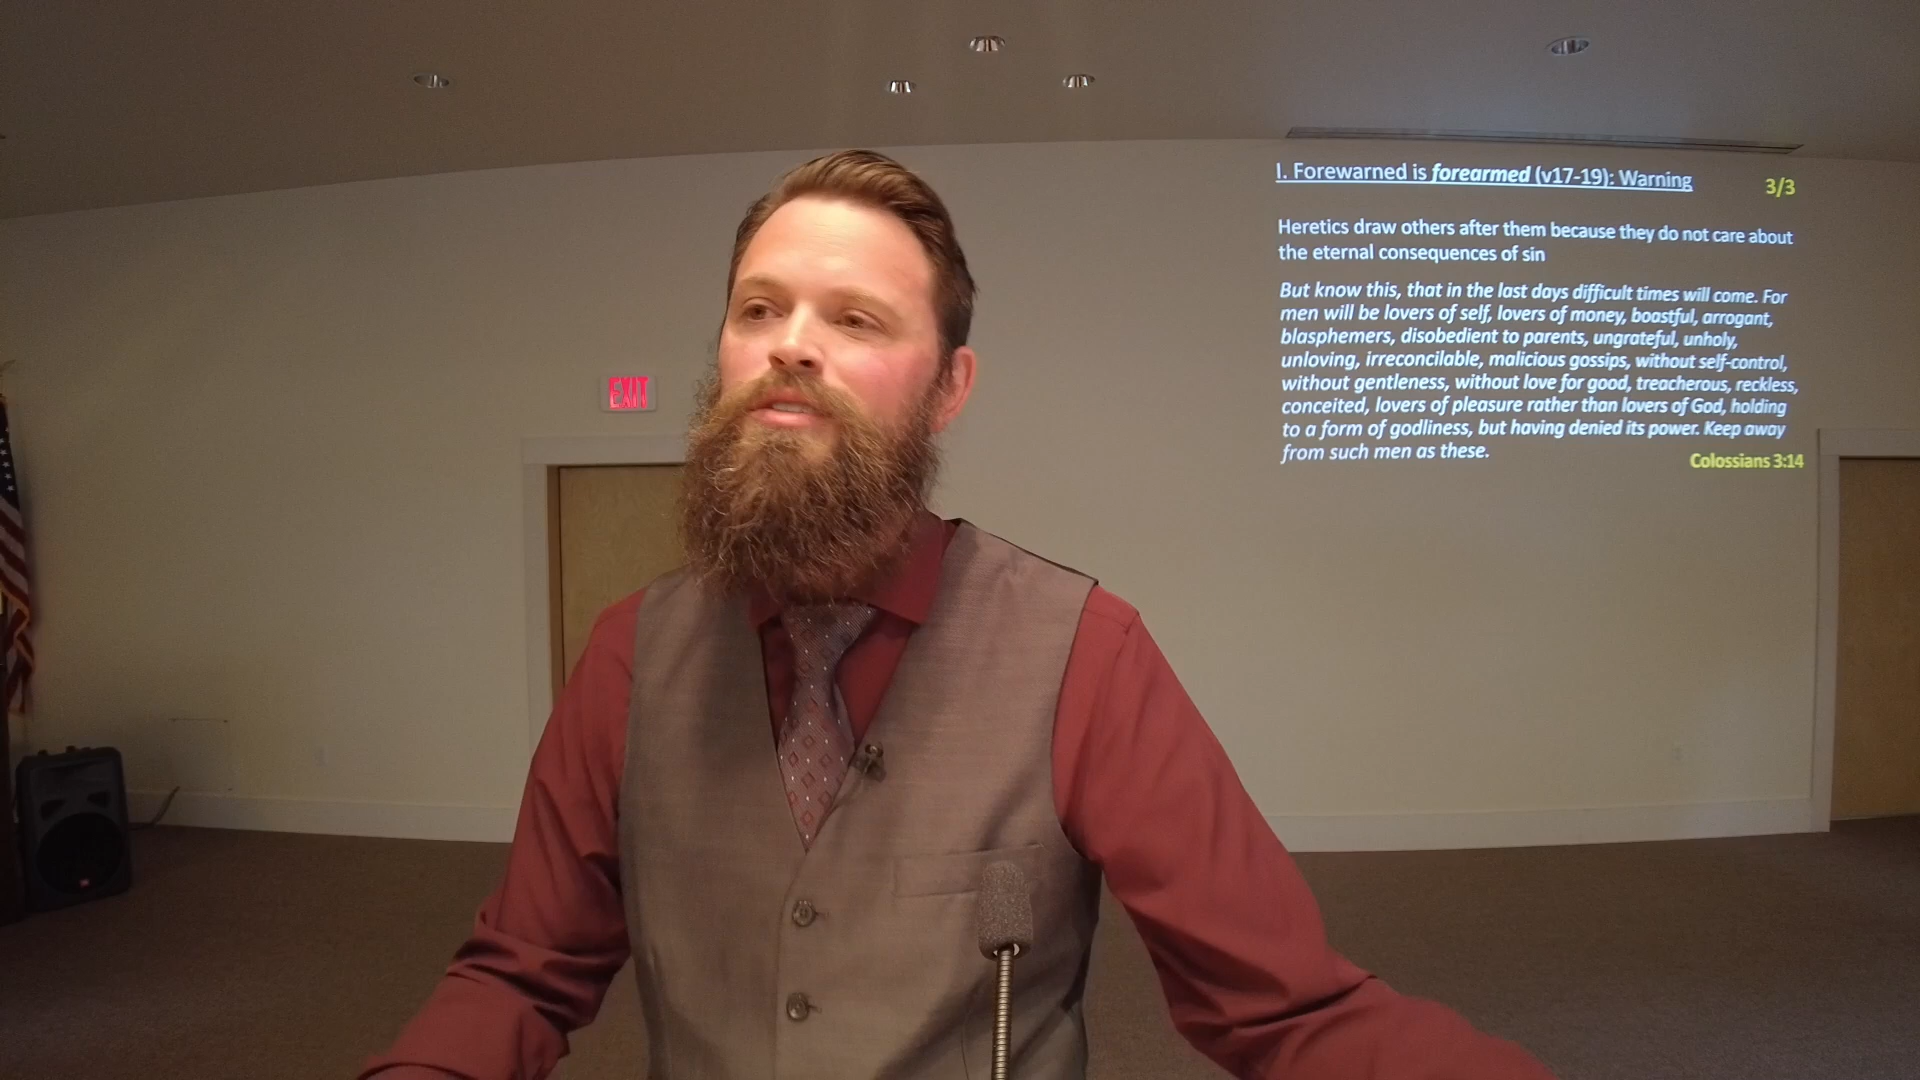 I. Forewarned is forearmed (v17-19): Warning
3/3
Heretics draw others after them because they do not care about
the eternal consequences of sin
But know this, that in the last days difficult times will come. For
men will be lovers of self, lovers of money, boastful, arrogant,
blasphemers, disobedient to parents, ungrateful, unholy,
unloving, irreconcilable, malicious gossips, without self-control,
without gentleness, without love for good, treacherous, reckless,
conceited, lovers of pleasure rather than lovers of God, holding
to a form of godliness, but having denied its power. Keep away
from such men as these.
Colossians 3:14
EXIT